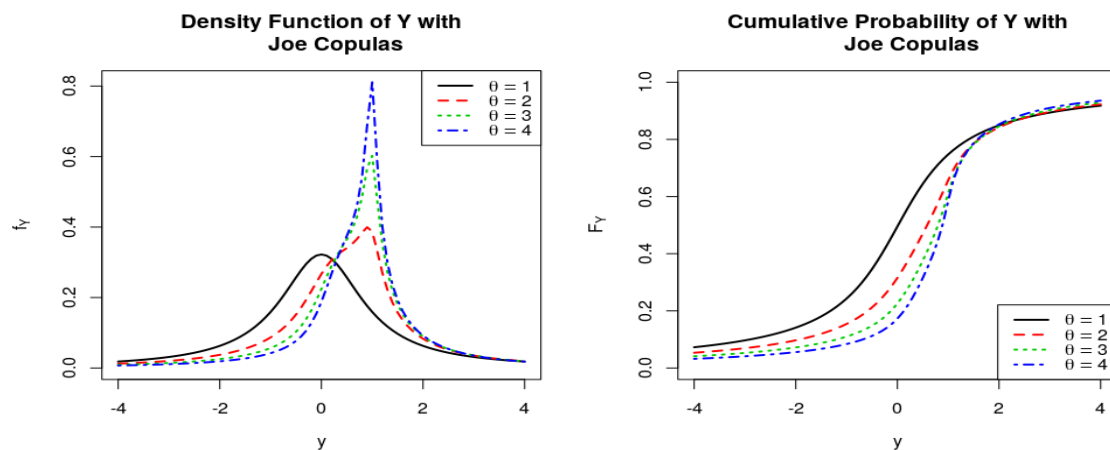 Density Function of Y with
Joe Copulas
0.8
0.6
0.4
0.2
0.0
fY
-4
-2
0
2
4
y
θ = 1
θ = 2
θ = 3
θ = 4
Cumulative Probability of Y with
Joe Copulas
1.0
0.8
0.6
0.4
0.2
0.0
FY
-4
-2
0
2
4
y
θ = 1
θ = 2
θ = 3
θ = 4